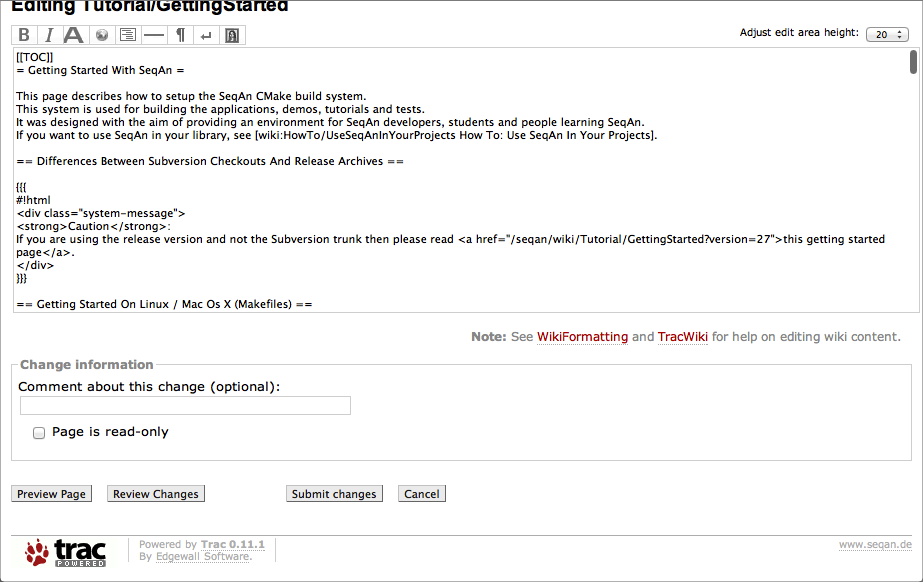 Editing Tutorial/GettingStarted
B I A ¶
Adjust edit area height: 20
[[TOC]]
= Getting Started With SeqAn =
This page describes how to setup the SeqAn CMake build system.
This system is used for building the applications, demos, tutorials and tests.
It was designed with the aim of providing an environment for SeqAn developers, students and people learning SeqAn.
If you want to use SeqAn in your library, see [wiki:HowTo/UseSeqAnInYourProjects How To: Use SeqAn In Your Projects].
== Differences Between Subversion Checkouts And Release Archives ==
{{{
#!html
<div class="system-message">
<strong>Caution</strong>:
If you are using the release version and not the Subversion trunk then please read <a href="/seqan/wiki/Tutorial/GettingStarted?version=27">this getting started
page</a>.
</div>
}}}
== Getting Started On Linux / Mac Os X (Makefiles) ==
Note: See WikiFormatting and TracWiki for help on editing wiki content.
Change information
Comment about this change (optional):
Page is read-only
Preview Page Review Changes Submit changes Cancel
trac
POWERED
Powered by Trac 0.11.1
By Edgewall Software.
www.seqan.de